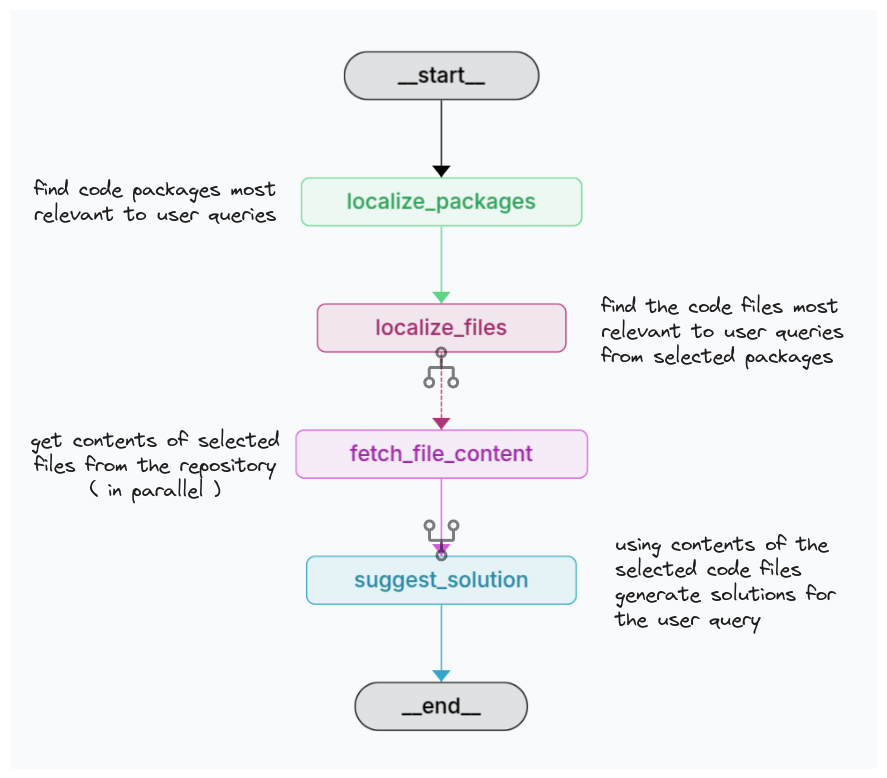 __start__
find code packages most
relevant to user queries
localize_packages
localize_files
find the code files most
relevant to user queries
from selected packages
get contents of selected
files from the repository
( in parallel )
fetch_file_content
suggest_solution
using contents of the
selected code files
generate solutions for
the user query
__end__